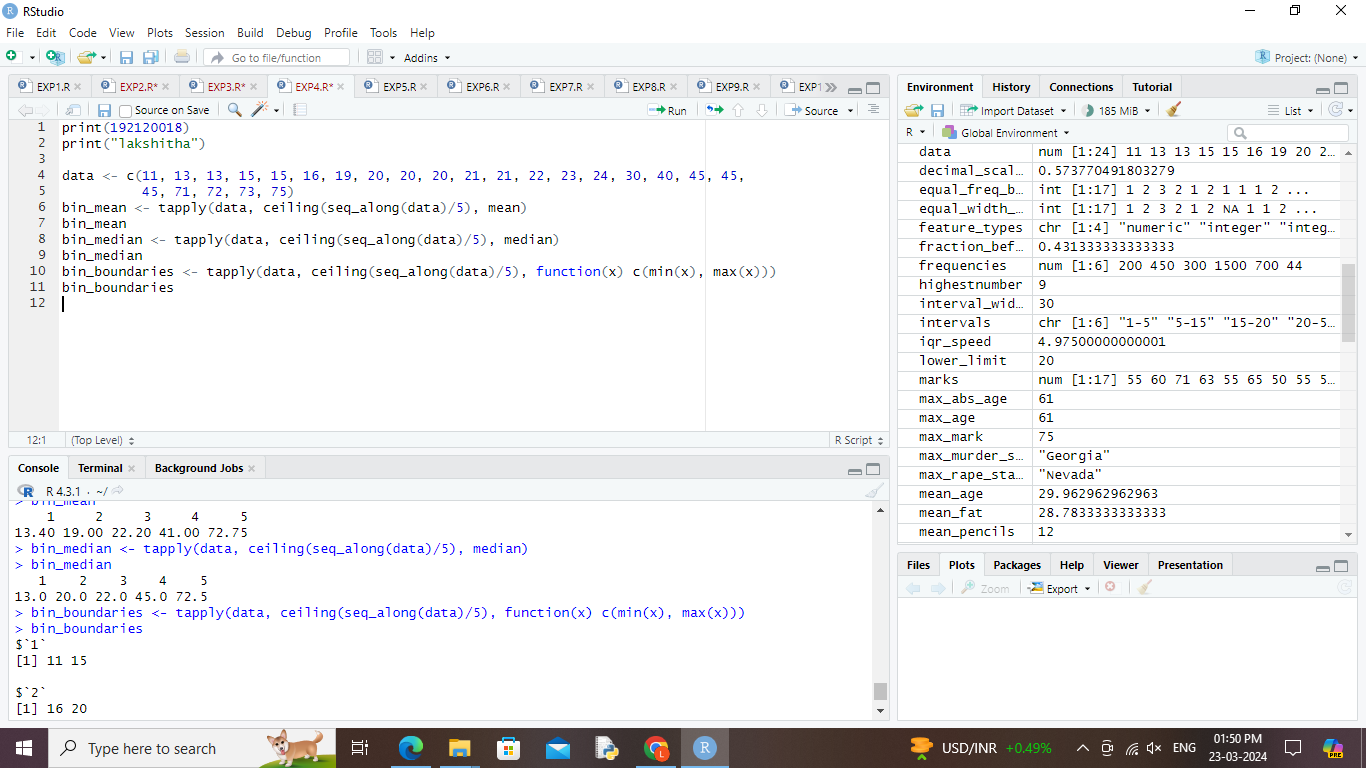 RStudio
File Edit Code View Plots Session Build Debug Profile Tools Help
Go to file/function Addins Project: (None)
EXP1.R EXP2.R* EXP3.R* EXP4.R* EXP5.R EXP6.R EXP7.R EXP8.R EXP9.R EXP1
Source on Save Run Source
1 print(192120018)
2 print("lakshitha")
3
4 data <- c(11, 13, 13, 15, 15, 16, 19, 20, 20, 20, 21, 21, 22, 23, 24, 30, 40, 45, 45,
5 45, 71, 72, 73, 75)
6 bin_mean <- tapply(data, ceiling(seq_along(data)/5), mean)
7 bin_mean
8 bin_median <- tapply(data, ceiling(seq_along(data)/5), median)
9 bin_median
10 bin_boundaries <- tapply(data, ceiling(seq_along(data)/5), function(x) c(min(x), max(x)))
11 bin_boundaries
12
12:1 (Top Level) R Script
Console Terminal Background Jobs
R 4.3.1 · ~/
> bin_mean
1 2 3 4 5
13.40 19.00 22.20 41.00 72.75
> bin_median <- tapply(data, ceiling(seq_along(data)/5), median)
> bin_median
1 2 3 4 5
13.0 20.0 22.0 45.0 72.5
> bin_boundaries <- tapply(data, ceiling(seq_along(data)/5), function(x) c(min(x), max(x)))
> bin_boundaries
$`1`
[1] 11 15

$`2`
[1] 16 20
Environment History Connections Tutorial
Import Dataset 185 MiB List
R Global Environment
data num [1:24] 11 13 13 15 15 16 19 20 2...
decimal_scal... 0.573770491803279
equal_freq_b... int [1:17] 1 2 3 2 1 2 1 1 1 2 ...
equal_width_... int [1:17] 1 2 3 2 1 2 NA 1 1 2 ...
feature_types chr [1:4] "numeric" "integer" "integ...
fraction_bef... 0.431333333333333
frequencies num [1:6] 200 450 300 1500 700 44
highestnumber 9
interval_wid... 30
intervals chr [1:6] "1-5" "5-15" "15-20" "20-5...
iqr_speed 4.97500000000001
lower_limit 20
marks num [1:17] 55 60 71 63 55 65 50 55 5...
max_abs_age 61
max_age 61
max_mark 75
max_murder_s... "Georgia"
max_rape_sta... "Nevada"
mean_age 29.962962962963
mean_fat 28.7833333333333
mean_pencils 12
Files Plots Packages Help Viewer Presentation
Zoom Export
Type here to search USD/INR +0.49% ENG 01:50 PM
23-03-2024
PRE